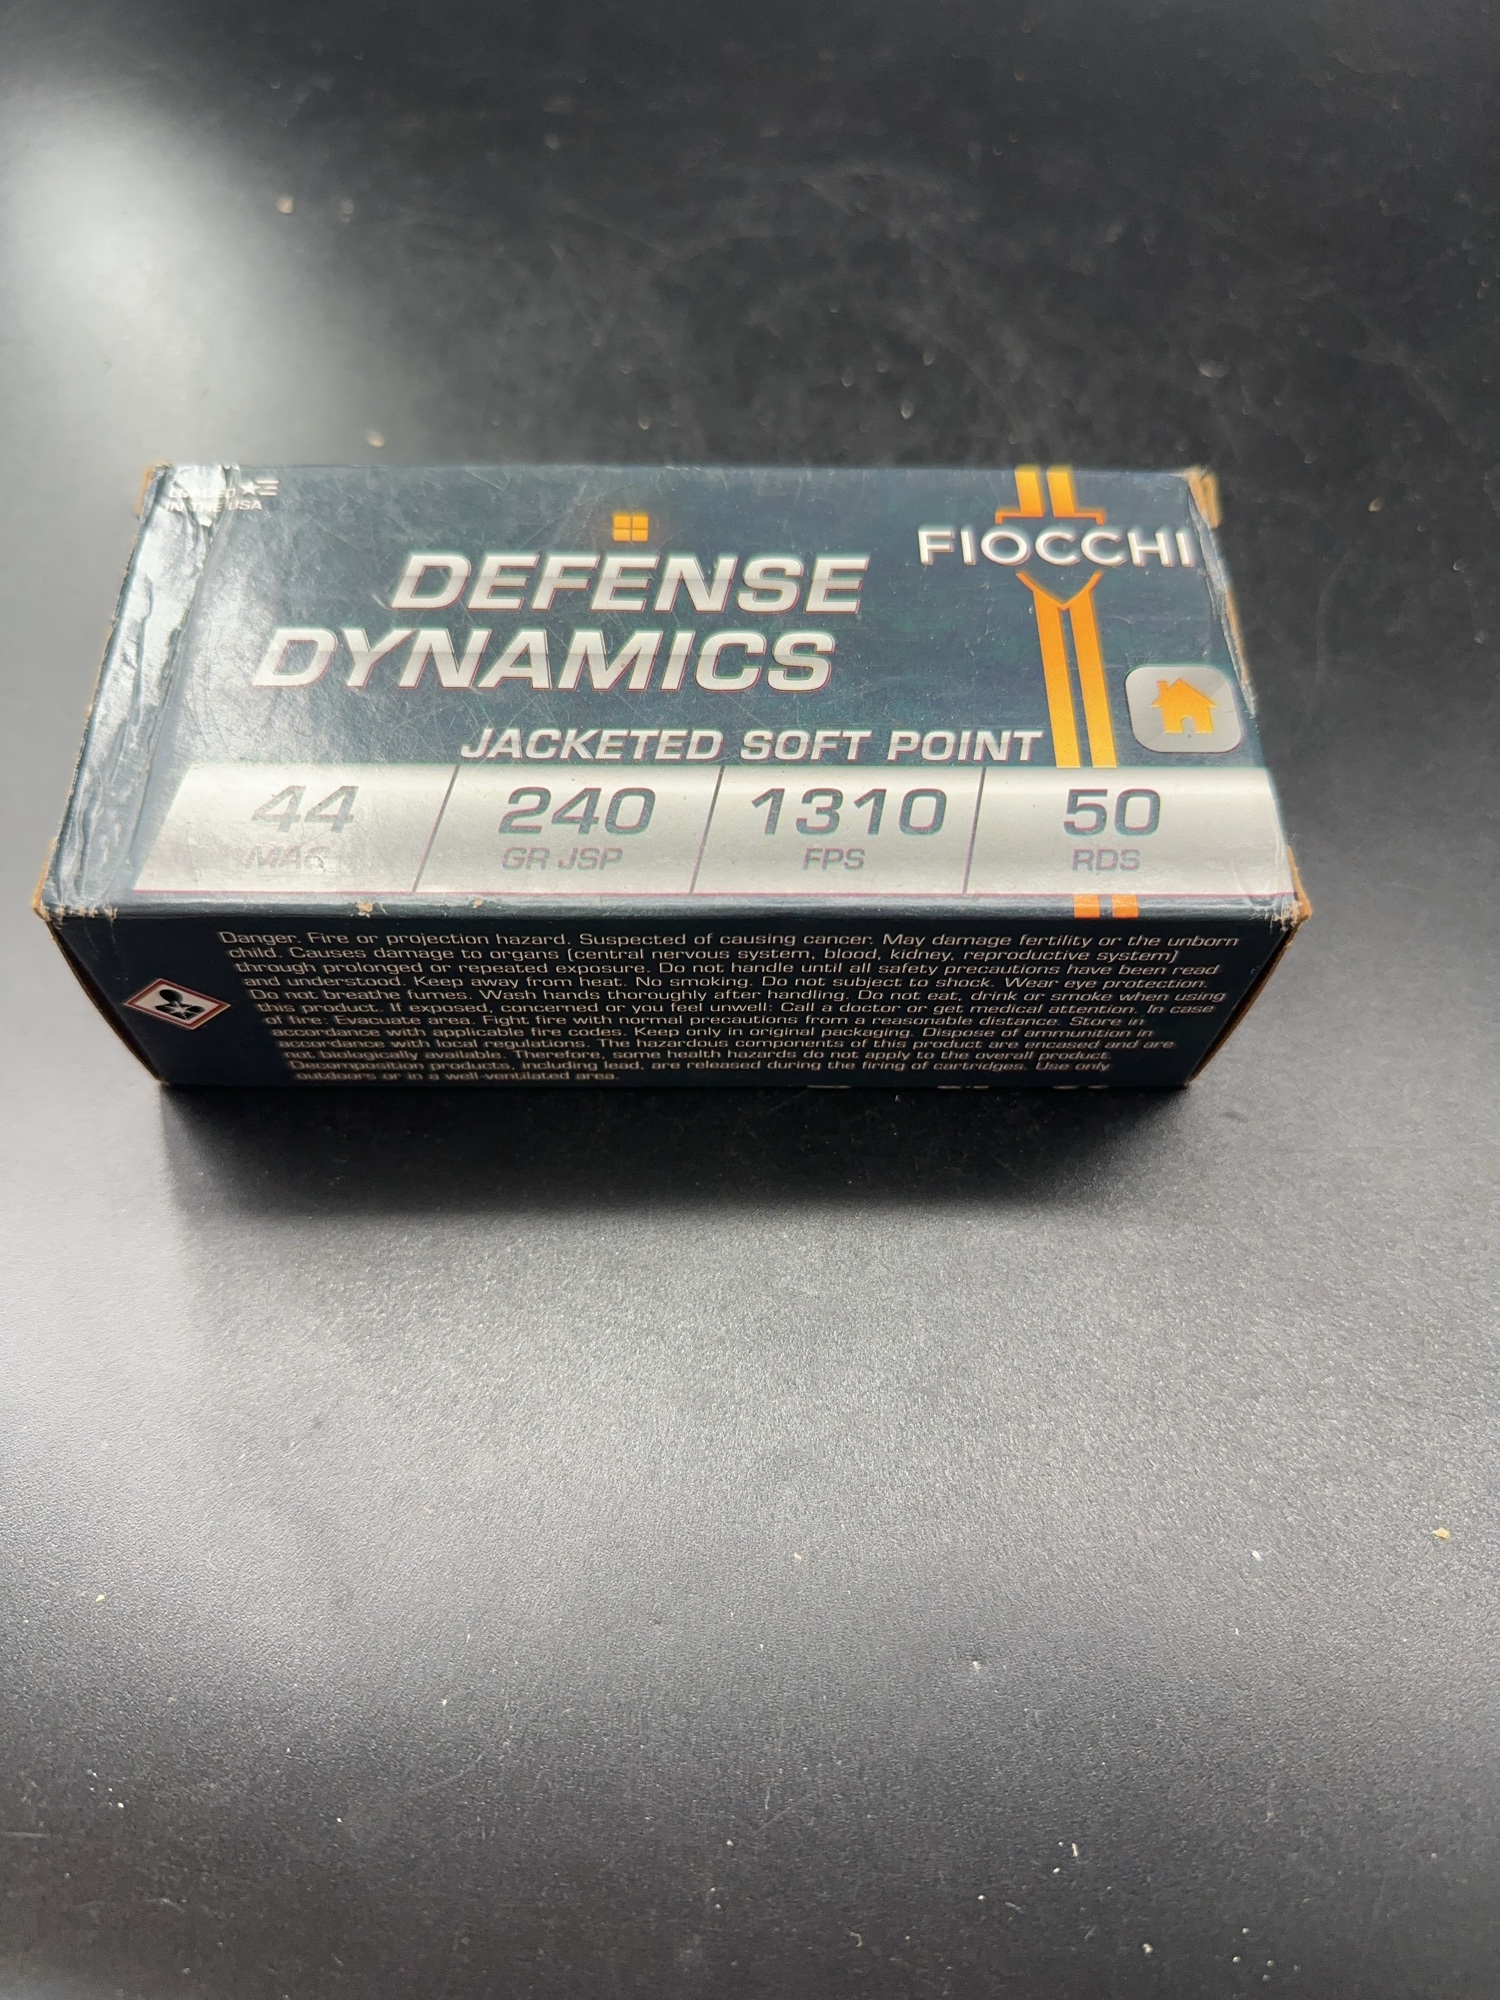 LOADED
IN THE USA
DEFENSE
DYNAMICS
FIOCCHI
JACKETED SOFT POINT
44
MAG
240
GR JSP
1310
FPS
50
RDS
Danger. Fire or projection hazard. Suspected of causing cancer. May damage fertility or the unborn
child. Causes damage to organs (central nervous system, blood, kidney, reproductive system)
through prolonged or repeated exposure. Do not handle until all safety precautions have been read
and understood. Keep away from heat. No smoking. Do not subject to shock. Wear eye protection.
Do not breathe fumes. Wash hands thoroughly after handling. Do not eat, drink or smoke when using
this product. If exposed, concerned or you feel unwell: Call a doctor or get medical attention. In case
of fire: Evacuate area. Fight fire with normal precautions from a reasonable distance. Store in
accordance with applicable fire codes. Keep only in original packaging. Dispose of ammunition in
accordance with local regulations. The hazardous components of this product are encased and are
not biologically available. Therefore, some health hazards do not apply to the overall product.
Decomposition products, including lead, are released during the firing of cartridges. Use only
outdoors or in a well-ventilated area.